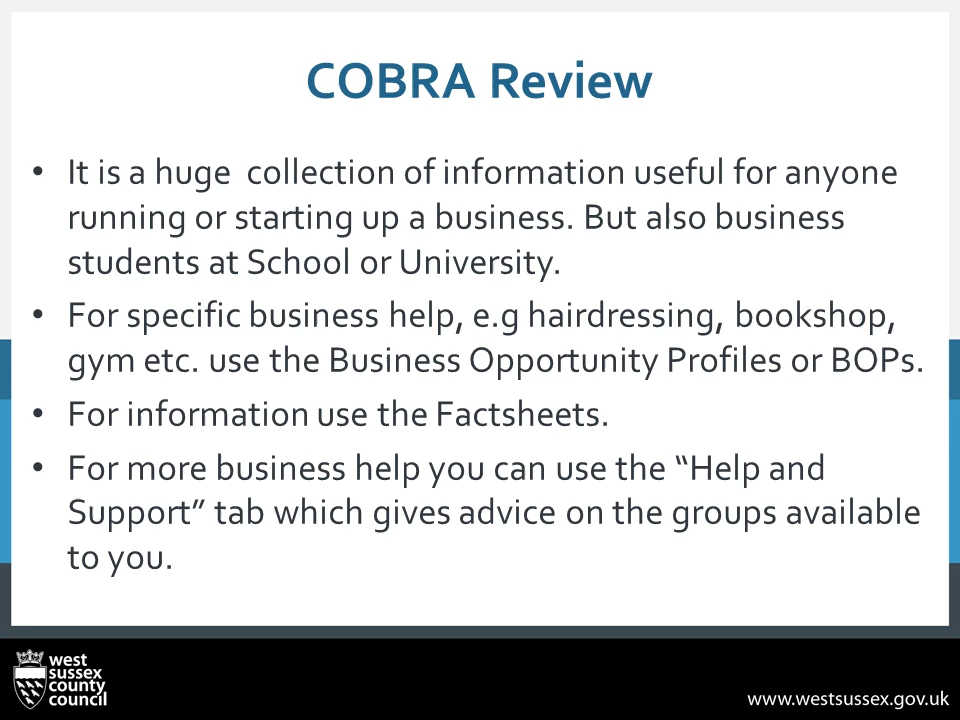 COBRA Review
• It is a huge  collection of information useful for anyone
running or starting up a business. But also business
students at School or University.
• For specific business help, e.g hairdressing, bookshop,
gym etc. use the Business Opportunity Profiles or BOPs.
• For information use the Factsheets.
• For more business help you can use the “Help and
Support” tab which gives advice on the groups available
to you.
west
sussex
county
council
www.westsussex.gov.uk